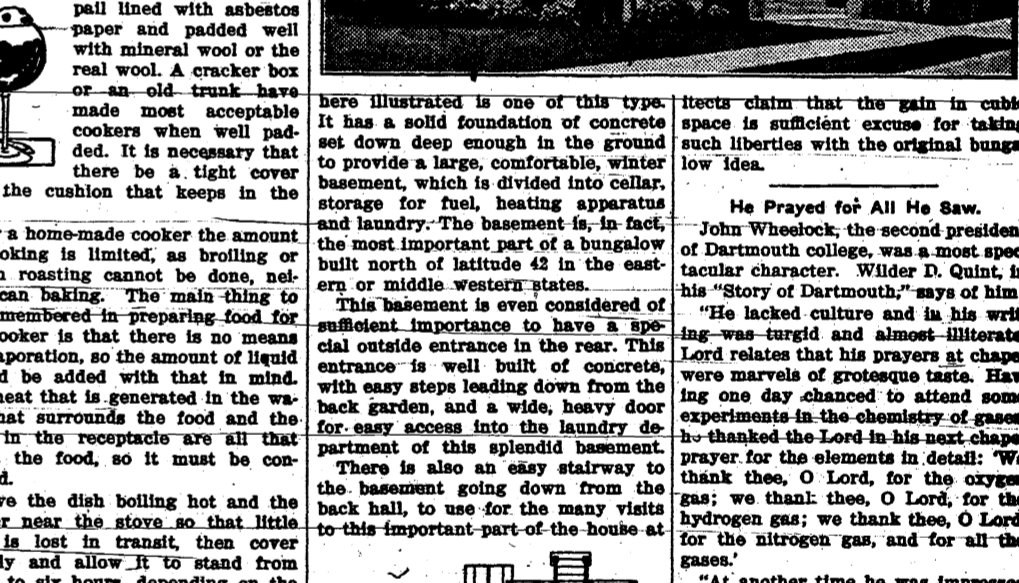 pail lined with asbestos
paper and padded well
with mineral wool or the
real wool. A cracker box
or an old trunk have
made most acceptable
cookers when well pad-
ded. It is necessary that
there be a tight cover
the cushion that keeps in the
a home-made cooker the amount
oking is limited, as broiling or
roasting cannot be done, nei-
can baking. The main thing to
membered in preparing food for
ooker is that there is no means
aporation, so the amount of liquid
d be added with that in mind.
heat that is generated in the wa-
hat surrounds the food and the
in the receptacle are all that
the food, so it must be con-
d.
ve the dish boiling hot and the
r near the stove so that little
is lost in transit, then cover
ly and allow it to stand from
to six hours, depending on the
here illustrated is one of this type.
It has a solid foundation of concrete
set down deep enough in the ground
to provide a large, comfortable, winter
basement, which is divided into cellar,
storage for fuel, heating apparatus
and laundry. The basement is, in fact,
the most important part of a bungalow
built north of latitude 42 in the east-
ern or middle western states.
This basement is even considered of
sufficient importance to have a spe-
cial outside entrance in the rear. This
entrance is well built of concrete,
with easy steps leading down from the
back garden, and a wide, heavy door
for easy access into the laundry de-
partment of this splendid basement.
There is also an easy stairway to
the basement going down from the
back hall, to use for the many visits
to this important part of the house at
itects claim that the gain in cubic
space is sufficient excuse for taking
such liberties with the original bunga
low idea.
He Prayed for All He Saw.
John Wheelock, the second presiden
of Dartmouth college, was a most spec
tacular character. Wilder D. Quint, in
his "Story of Dartmouth," says of him
"He lacked culture and in his writ
ing was turgid and almost illiterate
Lord relates that his prayers at chape
were marvels of grotesque taste. Hav
ing one day chanced to attend some
experiments in the chemistry of gases
he thanked the Lord in his next chape
prayer for the elements in detail: 'We
thank thee, O Lord, for the oxygen
gas; we thank thee, O Lord, for the
hydrogen gas; we thank thee, O Lord
for the nitrogen gas, and for all the
gases.'
"At another time he was impresse